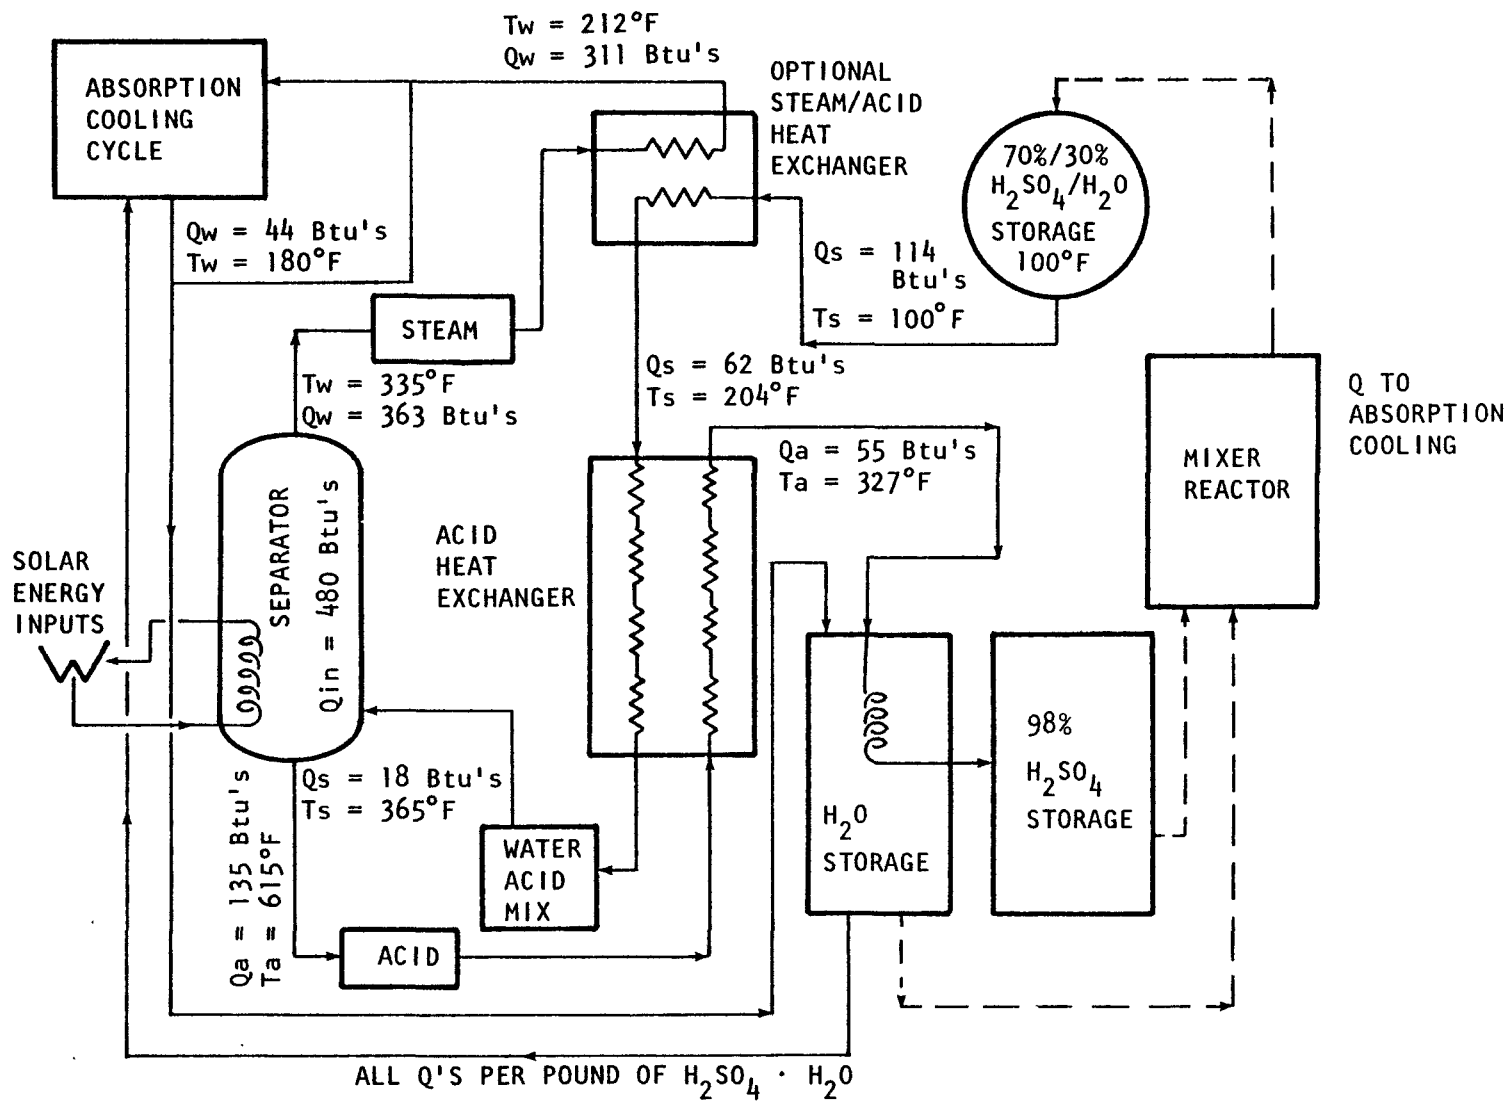 Tw = 212°F
Qw = 311 Btu's
ABSORPTION
COOLING
CYCLE
OPTIONAL
STEAM/ACID
HEAT
EXCHANGER
70%/30%
H₂SO₄/H₂O
STORAGE
100°F
Qw = 44 Btu's
Tw = 180°F
Qs = 114
Btu's
Ts = 100°F
STEAM
Tw = 335°F
Qw = 363 Btu's
Qs = 62 Btu's
Ts = 204°F
Q TO
ABSORPTION
COOLING
MIXER
REACTOR
Qa = 55 Btu's
Ta = 327°F
SEPARATOR
Qin = 480 Btu's
ACID
HEAT
EXCHANGER
SOLAR
ENERGY
INPUTS
98%
H₂SO₄
STORAGE
H₂O
STORAGE
Qs = 18 Btu's
Ts = 365°F
Qa = 135 Btu's
Ta = 615°F
WATER
ACID
MIX
ACID
ALL Q'S PER POUND OF H₂SO₄ · H₂O